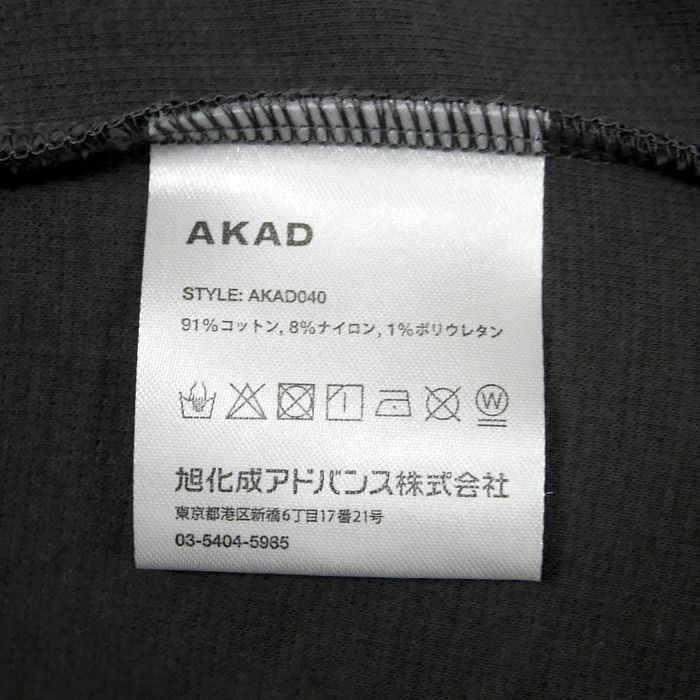 AKAD
STYLE: AKAD040
91%コットン, 8%ナイロン, 1%ポリウレタン
W
旭化成アドバンス株式会社
東京都港区新橋6丁目17番21号
03-5404-5985